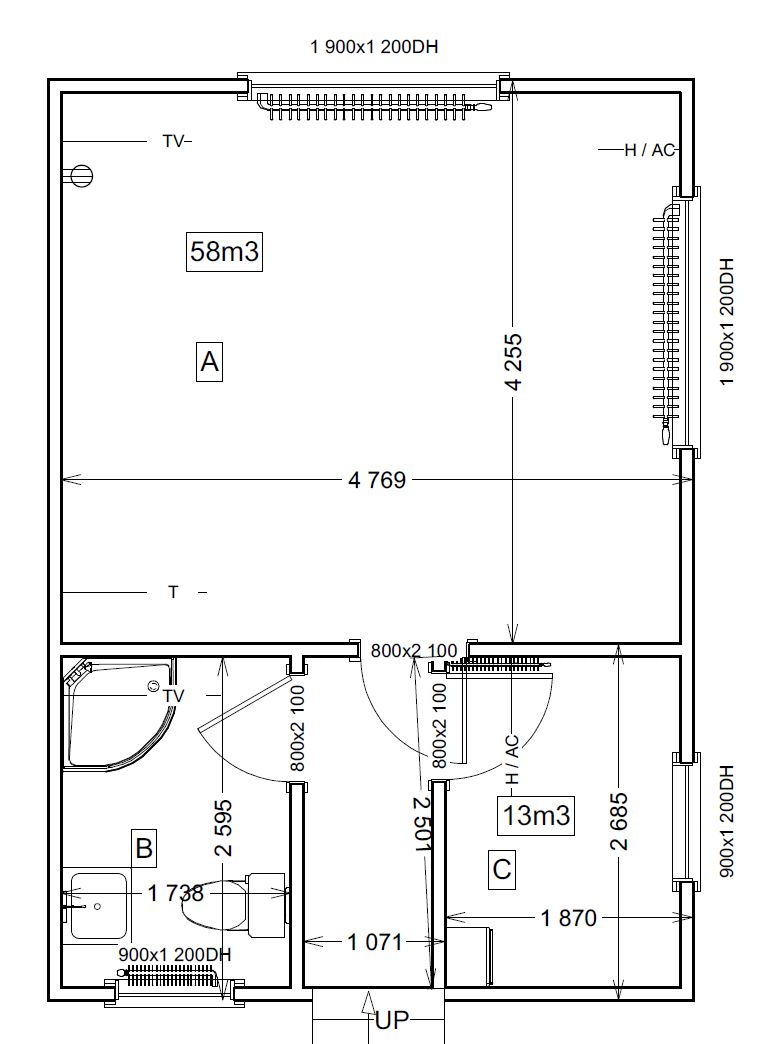 1 900x1 200DH
TV
H / AC
58m3
1 900x1 200DH
A
4 255
4 769
T
800x2 100
TV
800x2 100
800x2 100
H / AC
900x1 200DH
13m3
2 595
2 501
2 685
B
C
1 738
1 870
1 071
900x1 200DH
UP